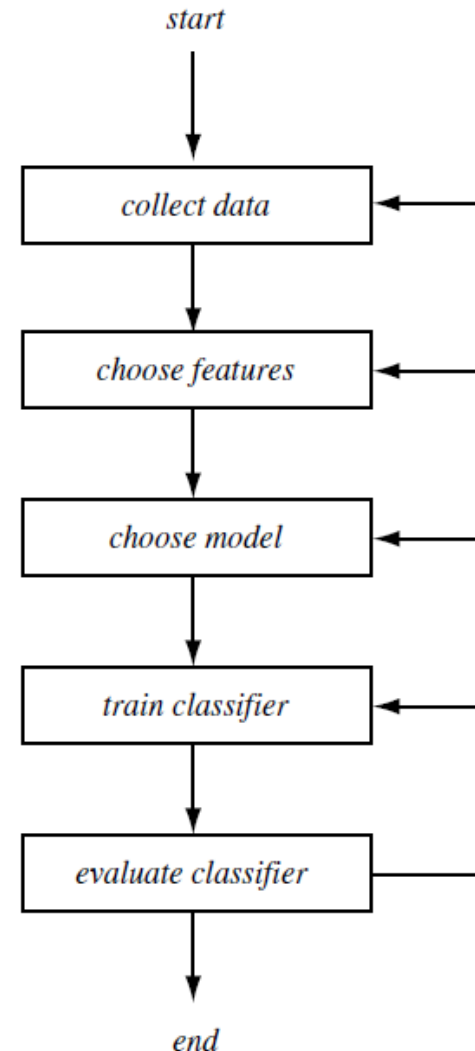 start
collect data
choose features
choose model
train classifier
evaluate classifier
end